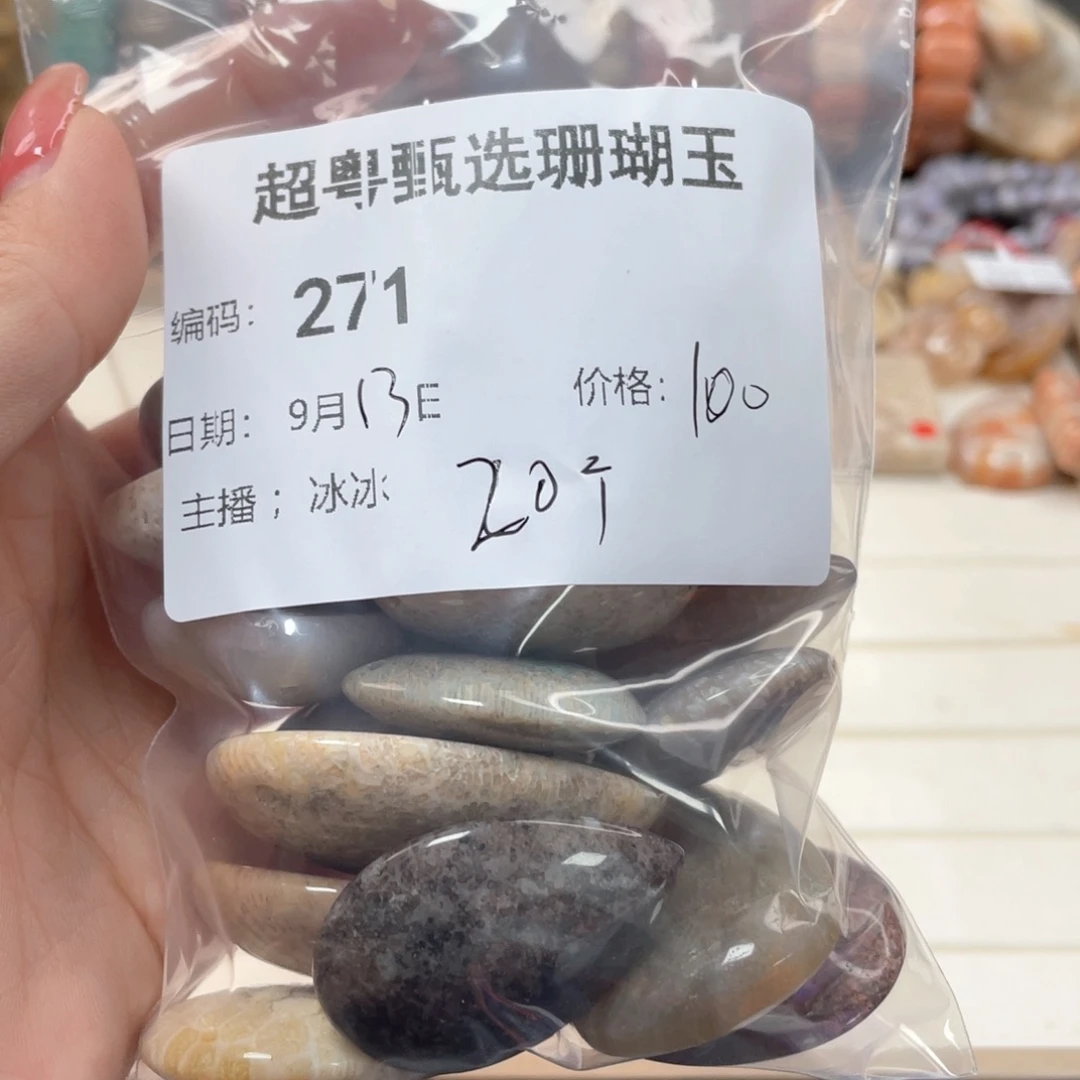 超粤甄选珊瑚玉
编码：271
日期：9月13日 价格：100
主播；冰冰 20个